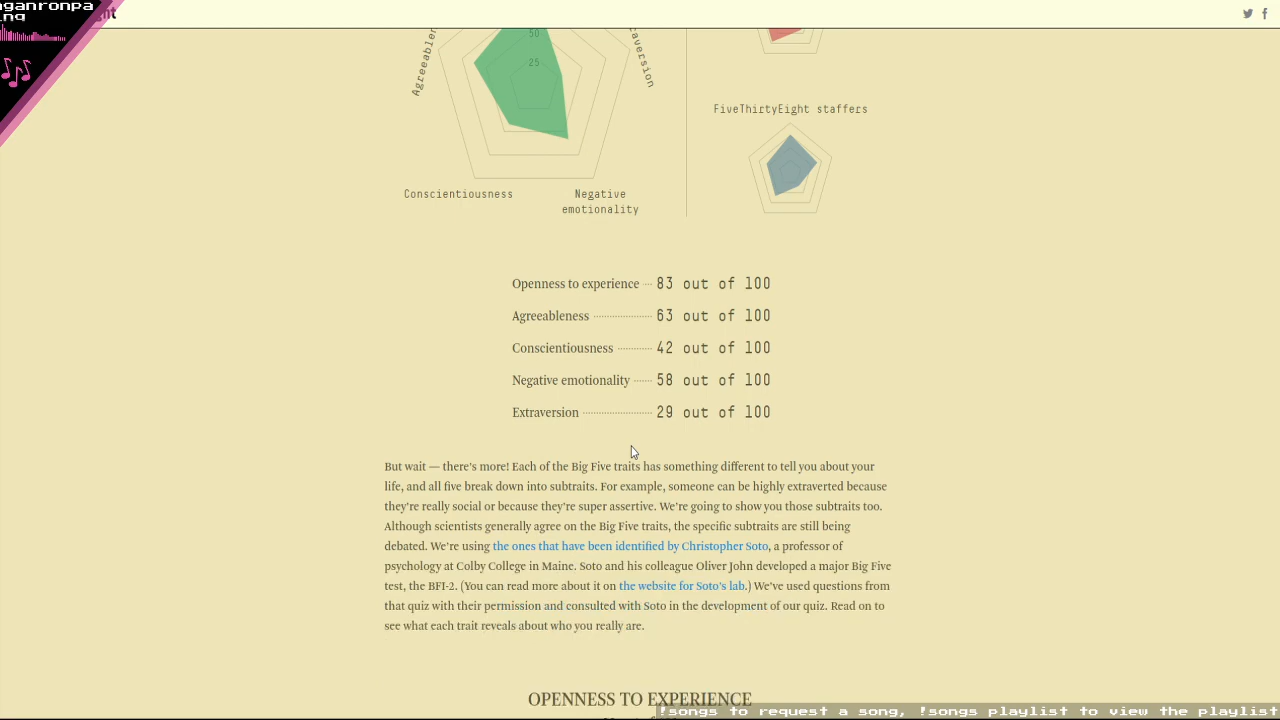 ganronpa
ng
ht
50
25
Agreeablen
raversion
FiveThirtyEight staffers
Conscientiousness
Negative
emotionality
Openness to experience 83 out of 100
Agreeableness 63 out of 100
Conscientiousness 42 out of 100
Negative emotionality 58 out of 100
Extraversion 29 out of 100
But wait — there's more! Each of the Big Five traits has something different to tell you about your
life, and all five break down into subtraits. For example, someone can be highly extraverted because
they're really social or because they're super assertive. We're going to show you those subtraits too.
Although scientists generally agree on the Big Five traits, the specific subtraits are still being
debated. We're using the ones that have been identified by Christopher Soto, a professor of
psychology at Colby College in Maine. Soto and his colleague Oliver John developed a major Big Five
test, the BFI-2. (You can read more about it on the website for Soto's lab.) We've used questions from
that quiz with their permission and consulted with Soto in the development of our quiz. Read on to
see what each trait reveals about who you really are.
OPENNESS TO EXPERIENCE
!songs to request a song, !songs playlist to view the playlist